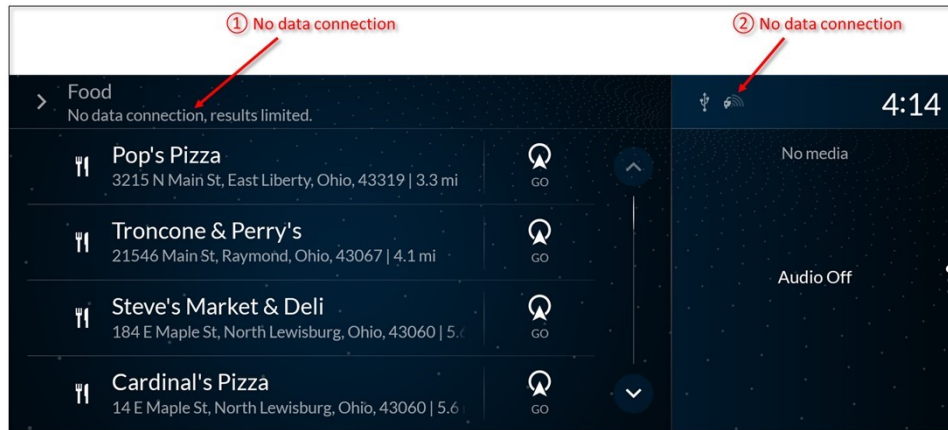 ① No data connection
② No data connection
Food
No data connection, results limited.
4:14
Pop's Pizza
3215 N Main St, East Liberty, Ohio, 43319 | 3.3 mi
GO
No media
Troncone & Perry's
21546 Main St, Raymond, Ohio, 43067 | 4.1 mi
GO
Audio Off
Steve's Market & Deli
184 E Maple St, North Lewisburg, Ohio, 43060 | 5.
GO
Cardinal's Pizza
14 E Maple St, North Lewisburg, Ohio, 43060 | 5.6
GO